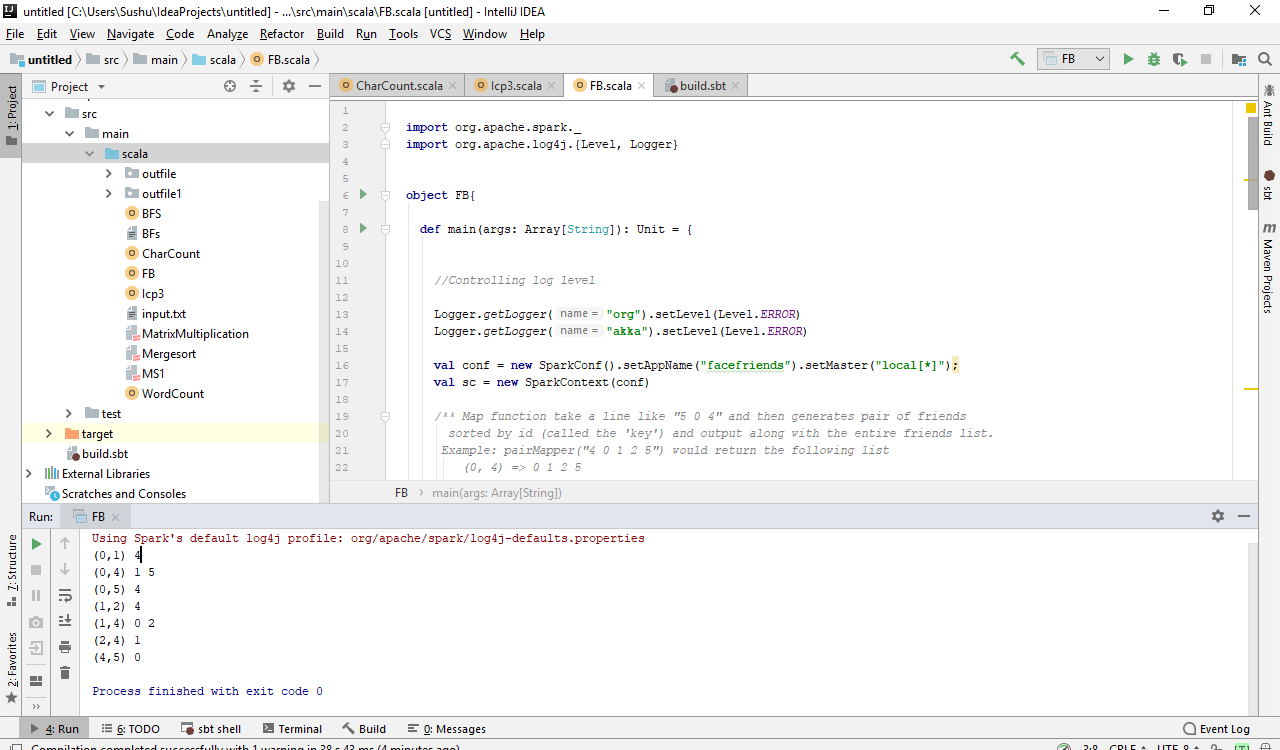 untitled [C:\Users\Sushu\IdeaProjects\untitled] - ...\src\main\scala\FB.scala [untitled] - IntelliJ IDEA
File Edit View Navigate Code Analyze Refactor Build Run Tools VCS Window Help
untitled src main scala FB.scala
FB
1: Project
Project
CharCount.scala lcp3.scala FB.scala build.sbt
src
main
scala
outfile
outfile1
BFS
BFs
CharCount
FB
lcp3
input.txt
MatrixMultiplication
Mergesort
MS1
WordCount
test
target
build.sbt
External Libraries
Scratches and Consoles
1
2 import org.apache.spark._
3 import org.apache.log4j.{Level, Logger}
4
5
6 object FB{
7
8 def main(args: Array[String]): Unit = {
9
10
11 //Controlling log level
12
13 Logger.getLogger( name = "org").setLevel(Level.ERROR)
14 Logger.getLogger( name = "akka").setLevel(Level.ERROR)
15
16 val conf = new SparkConf().setAppName("facefriends").setMaster("local[*]");
17 val sc = new SparkContext(conf)
18
19 /** Map function take a line like "5 0 4" and then generates pair of friends
20 sorted by id (called the 'key') and output along with the entire friends list.
21 Example: pairMapper("4 0 1 2 5") would return the following list
22 (0, 4) => 0 1 2 5
FB › main(args: Array[String])
Ant Build
sbt
m Maven Projects
Run: FB
Using Spark's default log4j profile: org/apache/spark/log4j-defaults.properties
(0,1) 4
(0,4) 1 5
(0,5) 4
(1,2) 4
(1,4) 0 2
(2,4) 1
(4,5) 0
Process finished with exit code 0
7: Structure
2: Favorites
4: Run 6: TODO sbt shell Terminal Build 0: Messages Event Log
Compilation completed successfully with 1 warning in 38 s 43 ms (4 minutes ago) 3:8 CRLF UTF-8